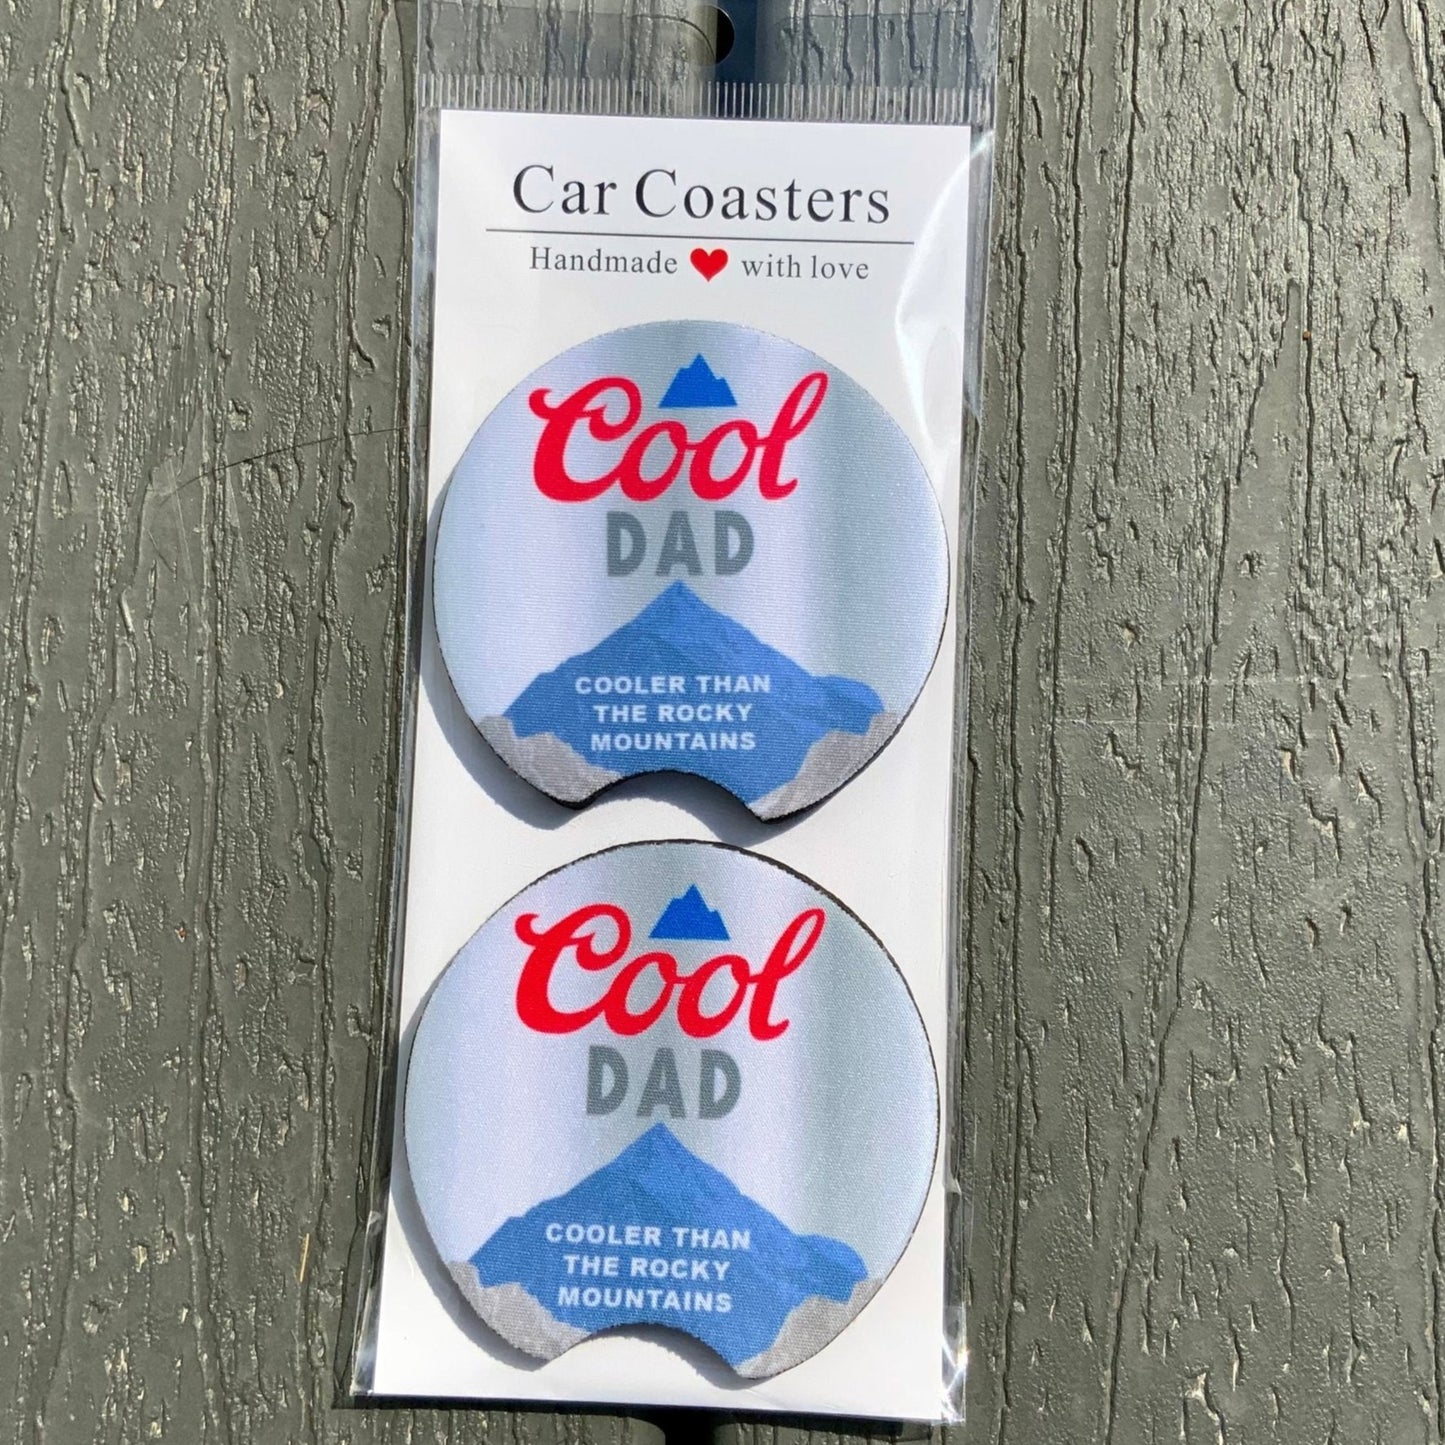 Car Coasters
Handmade ❤ with love
Cool
DAD
COOLER THAN
THE ROCKY
MOUNTAINS
Cool
DAD
COOLER THAN
THE ROCKY
MOUNTAINS